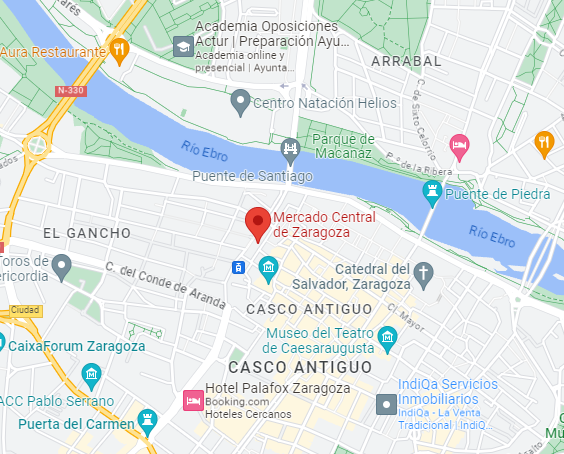 Academia Oposiciones
Actur | Preparación Ayu...
Academia online y
presencial | Ayunta...
Aura Restaurante
ARRABAL
C. de Sixto Celorrio
N-330
Centro Natación Helios
Parque de
Macanaz
Río Ebro
P.º de la Ribera
Puente de Santiago
Puente de Piedra
Mercado Central
de Zaragoza
EL GANCHO
Río Ebro
Toros de
ericordia
C. del Conde de Aranda
Catedral del
Salvador, Zaragoza
Ciudad
CASCO ANTIGUO
C. Mayor
Museo del Teatro
de Caesaraugusta
CaixaForum Zaragoza
CASCO ANTIGUO
Hotel Palafox Zaragoza
Booking.com
Hoteles Cercanos
IndiQa Servicios
Inmobiliarios
IndiQa - La Venta
Tradicional | IndiQ...
ACC Pablo Serrano
Puerta del Carmen
Mu